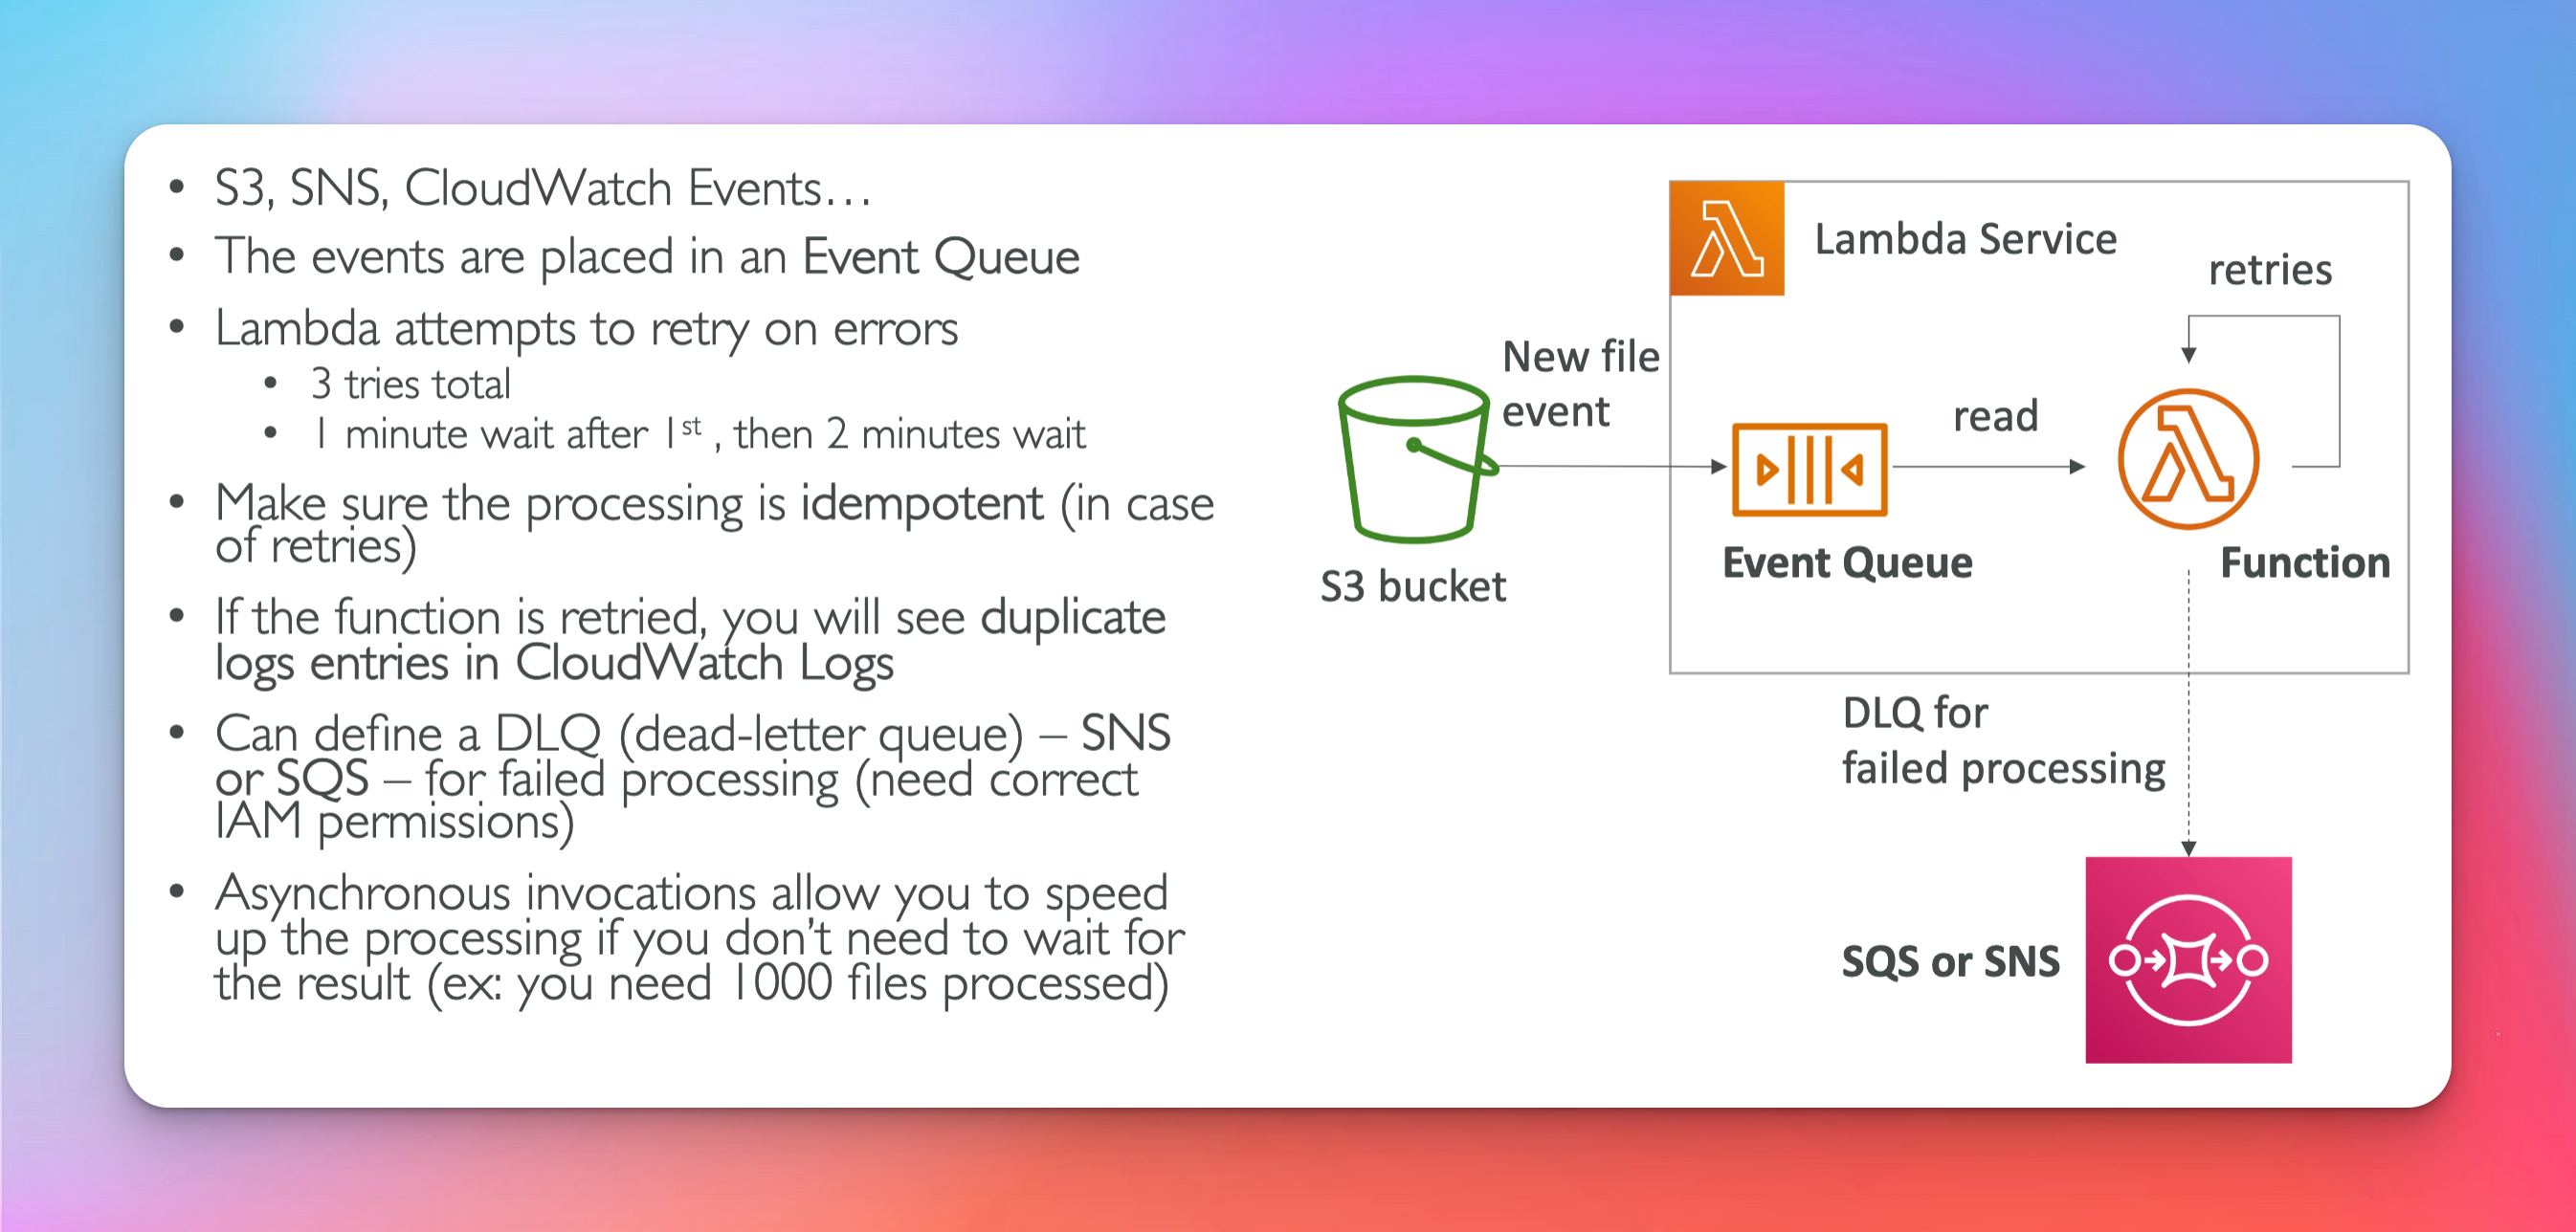 • S3, SNS, CloudWatch Events…
• The events are placed in an Event Queue
• Lambda attempts to retry on errors
• 3 tries total
• 1 minute wait after 1st , then 2 minutes wait
• Make sure the processing is idempotent (in case
of retries)
• If the function is retried, you will see duplicate
logs entries in CloudWatch Logs
• Can define a DLQ (dead-letter queue) – SNS
or SQS – for failed processing (need correct
IAM permissions)
• Asynchronous invocations allow you to speed
up the processing if you don’t need to wait for
the result (ex: you need 1000 files processed)
Lambda Service
retries
New file
event
read
Event Queue
Function
S3 bucket
DLQ for
failed processing
SQS or SNS